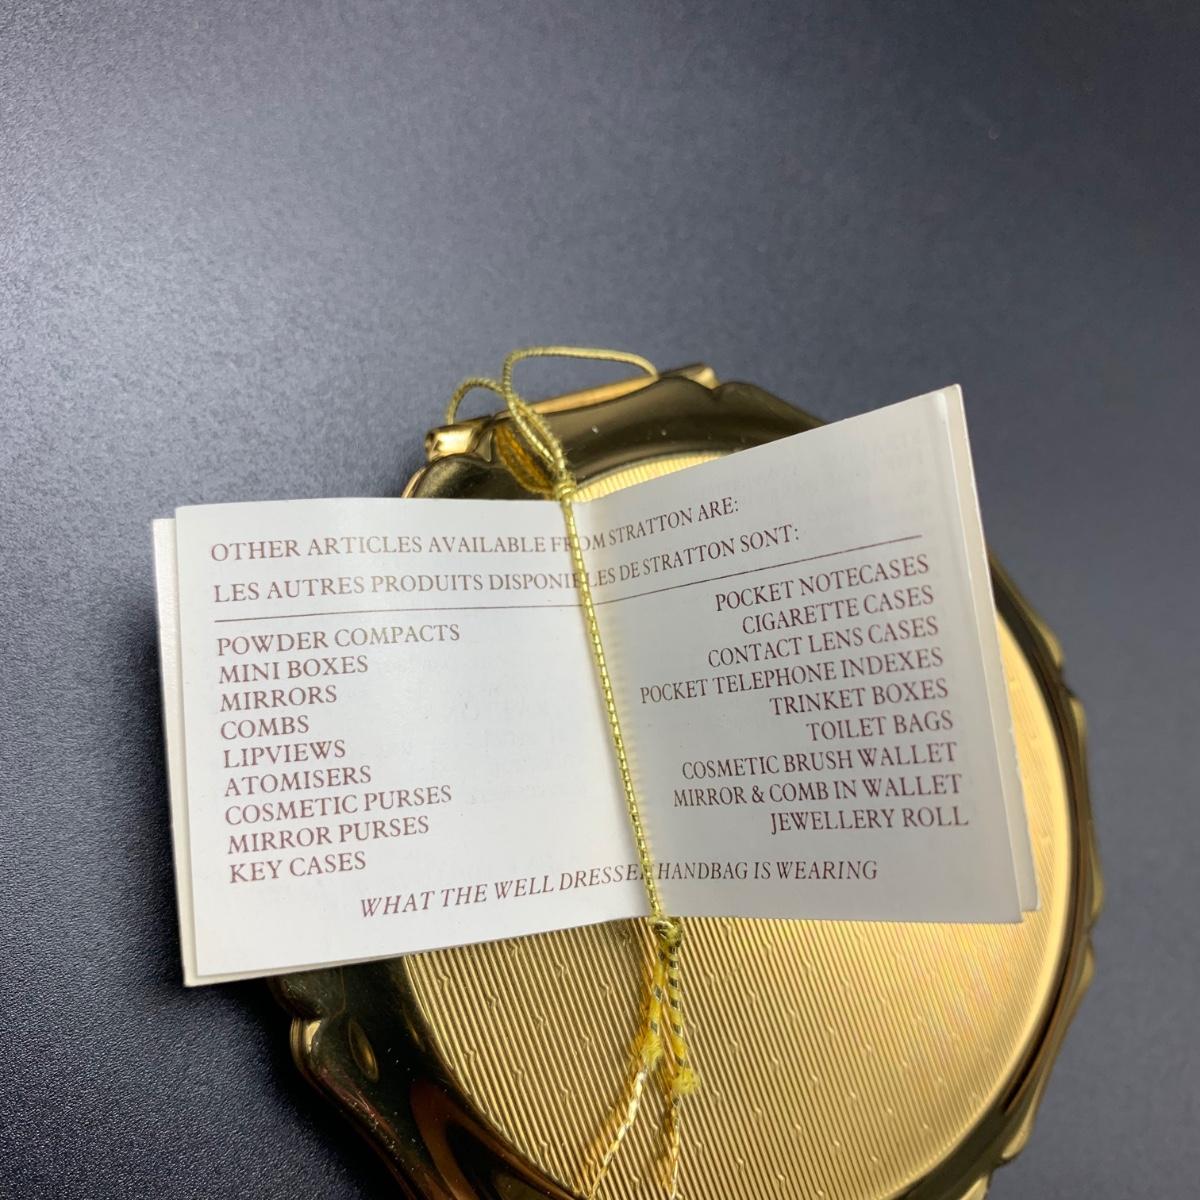 OTHER ARTICLES AVAILABLE FROM STRATTON ARE:
LES AUTRES PRODUITS DISPONIBLES DE STRATTON SONT:
POWDER COMPACTS
MINI BOXES
MIRRORS
COMBS
LIPVIEWS
ATOMISERS
COSMETIC PURSES
MIRROR PURSES
KEY CASES
POCKET NOTECASES
CIGARETTE CASES
CONTACT LENS CASES
POCKET TELEPHONE INDEXES
TRINKET BOXES
TOILET BAGS
COSMETIC BRUSH WALLET
MIRROR & COMB IN WALLET
JEWELLERY ROLL
WHAT THE WELL DRESSED HANDBAG IS WEARING